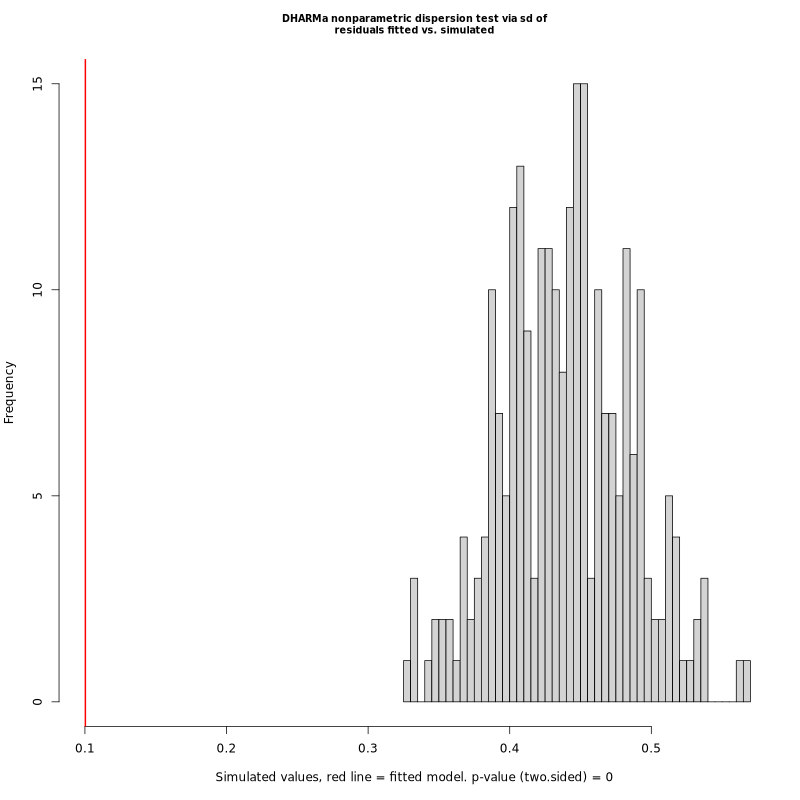 DHARMa nonparametric dispersion test via sd of
residuals fitted vs. simulated
Frequency
15
10
5
0
0.1 0.2 0.3 0.4 0.5
Simulated values, red line = fitted model. p-value (two.sided) = 0